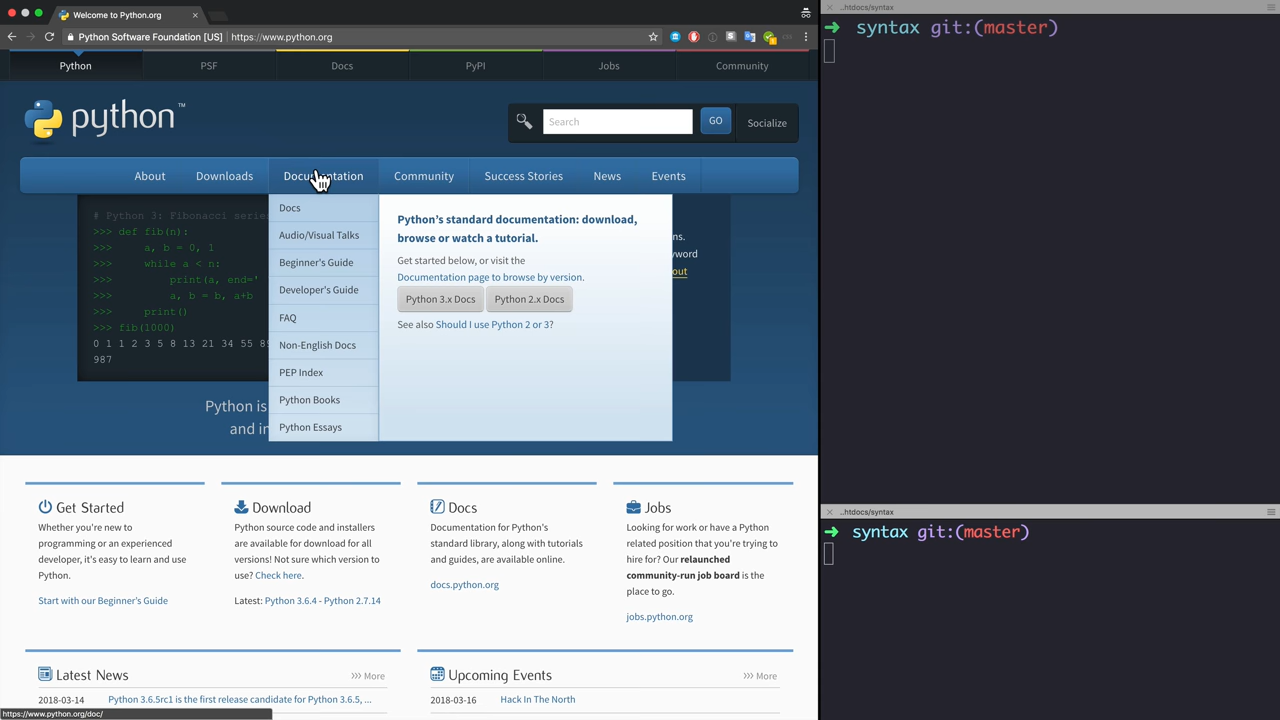 Welcome to Python.org
Python Software Foundation [US]
https://www.python.org
Python
PSF
Docs
PyPI
Jobs
Community
python™
Search
GO
Socialize
About
Downloads
Documentation
Community
Success Stories
News
Events
# Python 3: Fibonacci series
>>> def fib(n):
>>> a, b = 0, 1
>>> while a < n:
>>> print(a, end='
>>> a, b = b, a+b
>>> print()
>>> fib(1000)
0 1 1 2 3 5 8 13 21 34 55
987
Docs
Audio/Visual Talks
Beginner's Guide
Developer's Guide
FAQ
Non-English Docs
PEP Index
Python Books
Python Essays
Python's standard documentation: download,
browse or watch a tutorial.
Get started below, or visit the
Documentation page to browse by version.
Python 3.x Docs
Python 2.x Docs
See also Should I use Python 2 or 3?
ns.
yword
out
Python is
and in
Get Started
Whether you're new to
programming or an experienced
developer, it's easy to learn and use
Python.
Start with our Beginner's Guide
Download
Python source code and installers
are available for download for all
versions! Not sure which version to
use? Check here.
Latest: Python 3.6.4 - Python 2.7.14
Docs
Documentation for Python's
standard library, along with tutorials
and guides, are available online.
docs.python.org
Jobs
Looking for work or have a Python
related position that you're trying to
hire for? Our relaunched
community-run job board is the
place to go.
jobs.python.org
Latest News
>>> More
2018-03-14 Python 3.6.5rc1 is the first release candidate for Python 3.6.5, ...
Upcoming Events
>>> More
2018-03-16 Hack In The North
https://www.python.org/doc/
..htdocs/syntax
➜ syntax git:(master)
..htdocs/syntax
➜ syntax git:(master)